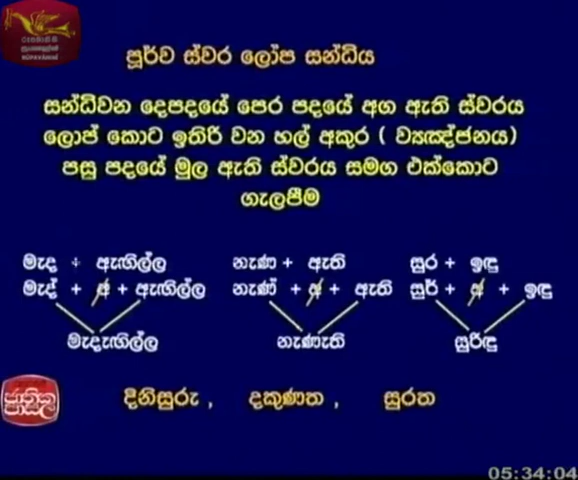 පූර්ව ස්වර ලෝප සන්ධිය
සන්ධිවන දෙපදයේ පෙර පදයේ අග ඇති ස්වරය
ලොප් කොට ඉතිරි වන හල් අකුර ( ව්‍යඤ්ජනය)
පසු පදයේ මුල ඇති ස්වරය සමග එක්කොට
ගැලපීම
මැද + ඇඟිල්ල නැණ + ඇති සුර + ඉඳු
මැද් + අ + ඇඟිල්ල නැණ් + අ + ඇති සුර් + අ + ඉඳු
මැදැඟිල්ල නැණැති සුරිඳු
ජාතික
පාසල
දිනිසුරු , දකුණත , සුරත
05:34:04